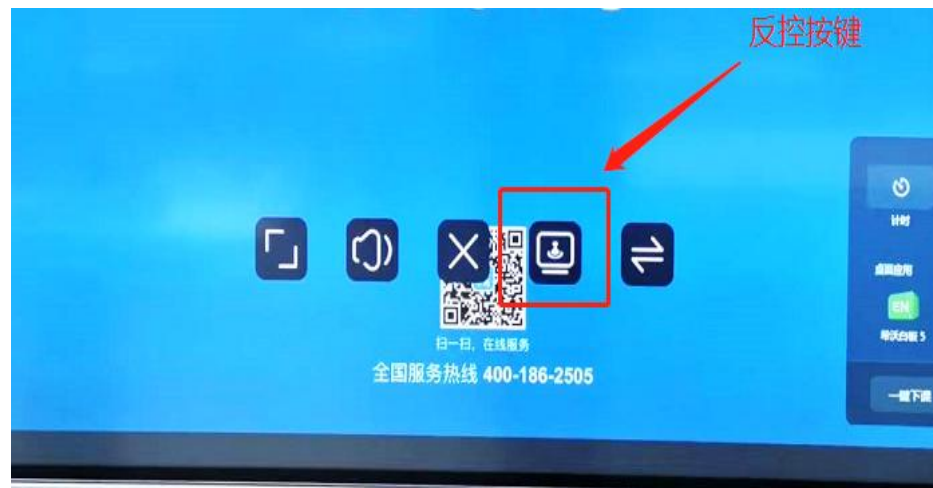 反控按键
计时
桌面应用
EN
希沃白板 5
扫一扫，在线服务
全国服务热线 400-186-2505
一键下课